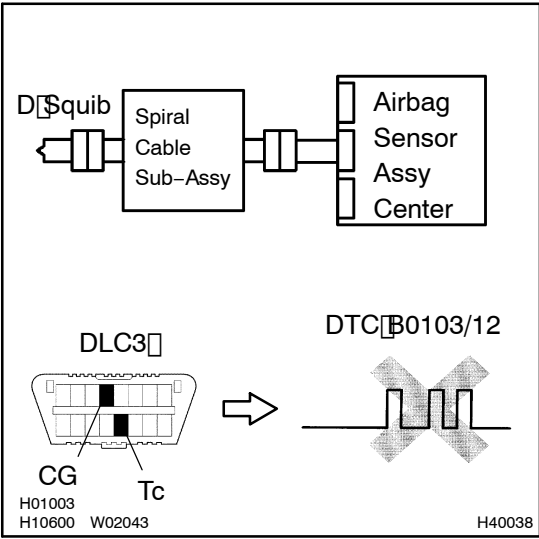 D Squib
Spiral
Cable
Sub−Assy
Airbag
Sensor
Assy
Center
DLC3
DTC B0103/12
CG
Tc
H01003
H10600 W02043
H40038